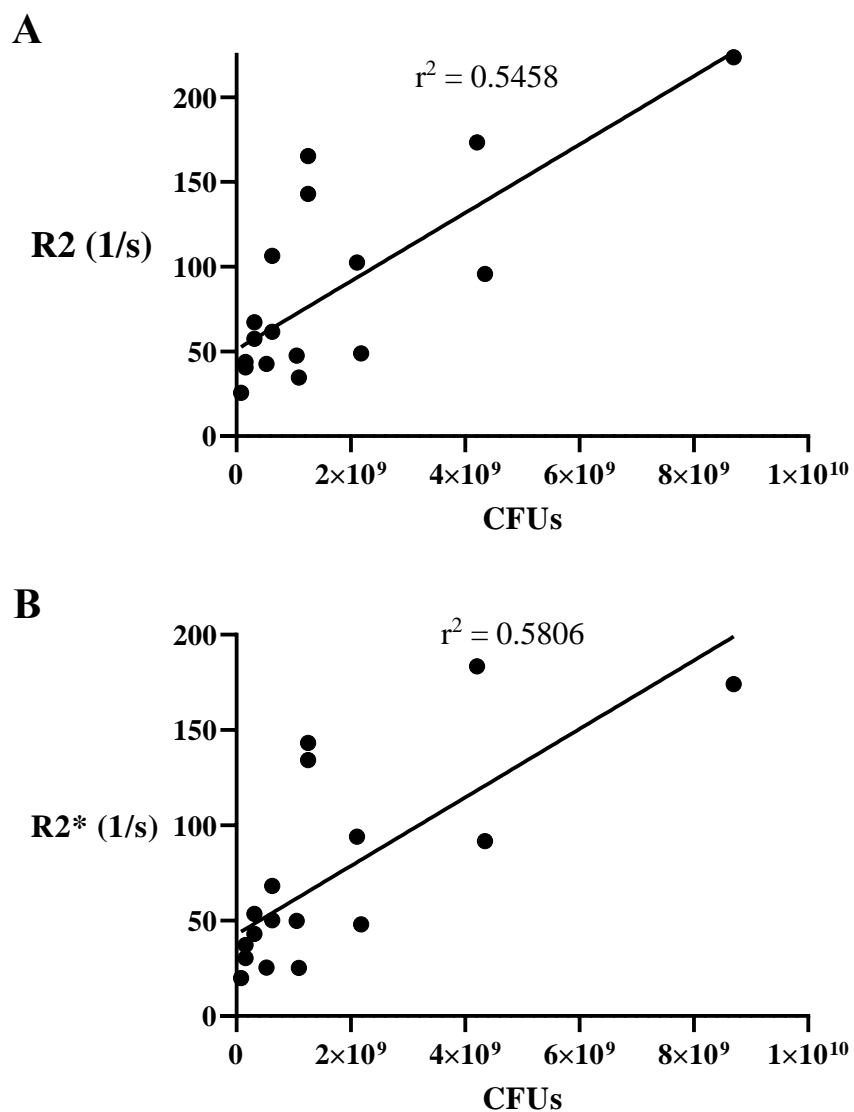 A
r² = 0.5458
200
150
R2 (1/s)
100
50
0
0 2×10⁹ 4×10⁹ 6×10⁹ 8×10⁹ 1×10¹⁰
CFUs
B
r² = 0.5806
200
150
R2* (1/s)
100
50
0
0 2×10⁹ 4×10⁹ 6×10⁹ 8×10⁹ 1×10¹⁰
CFUs